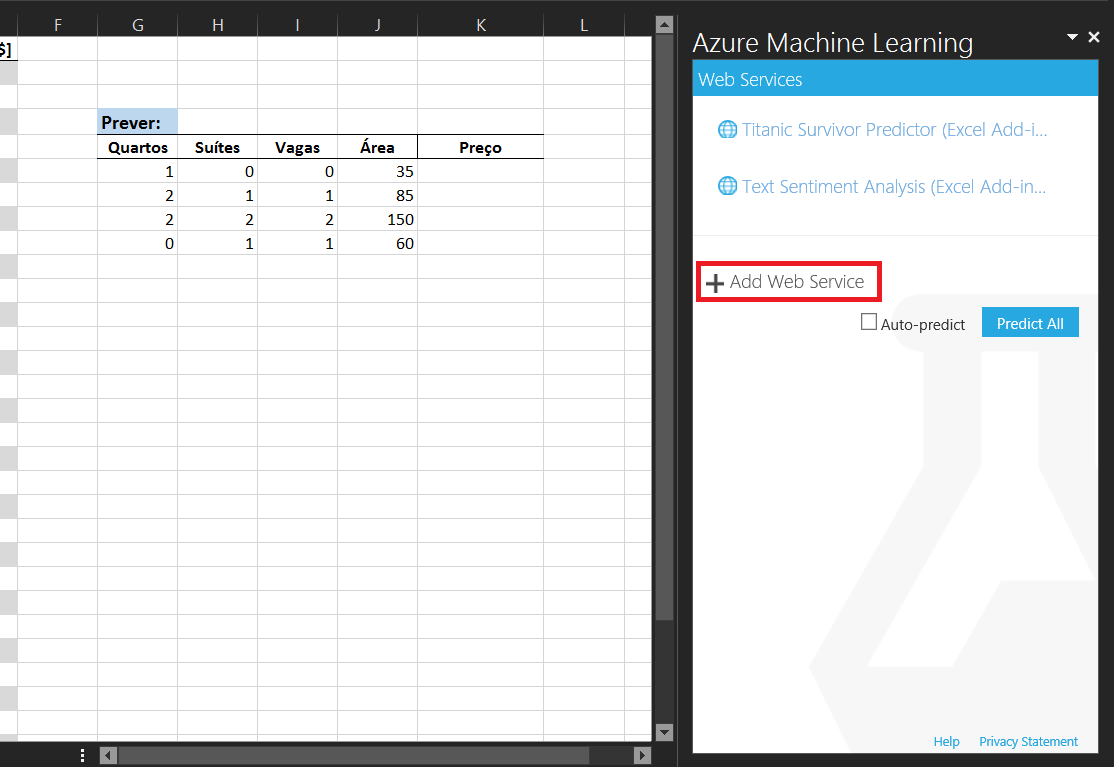 F G H I J K L
$]
Prever:
Quartos Suítes Vagas Área Preço
1 0 0 35
2 1 1 85
2 2 2 150
0 1 1 60
Azure Machine Learning
Web Services
Titanic Survivor Predictor (Excel Add-i...
Text Sentiment Analysis (Excel Add-in...
Add Web Service
Auto-predict Predict All
Help Privacy Statement